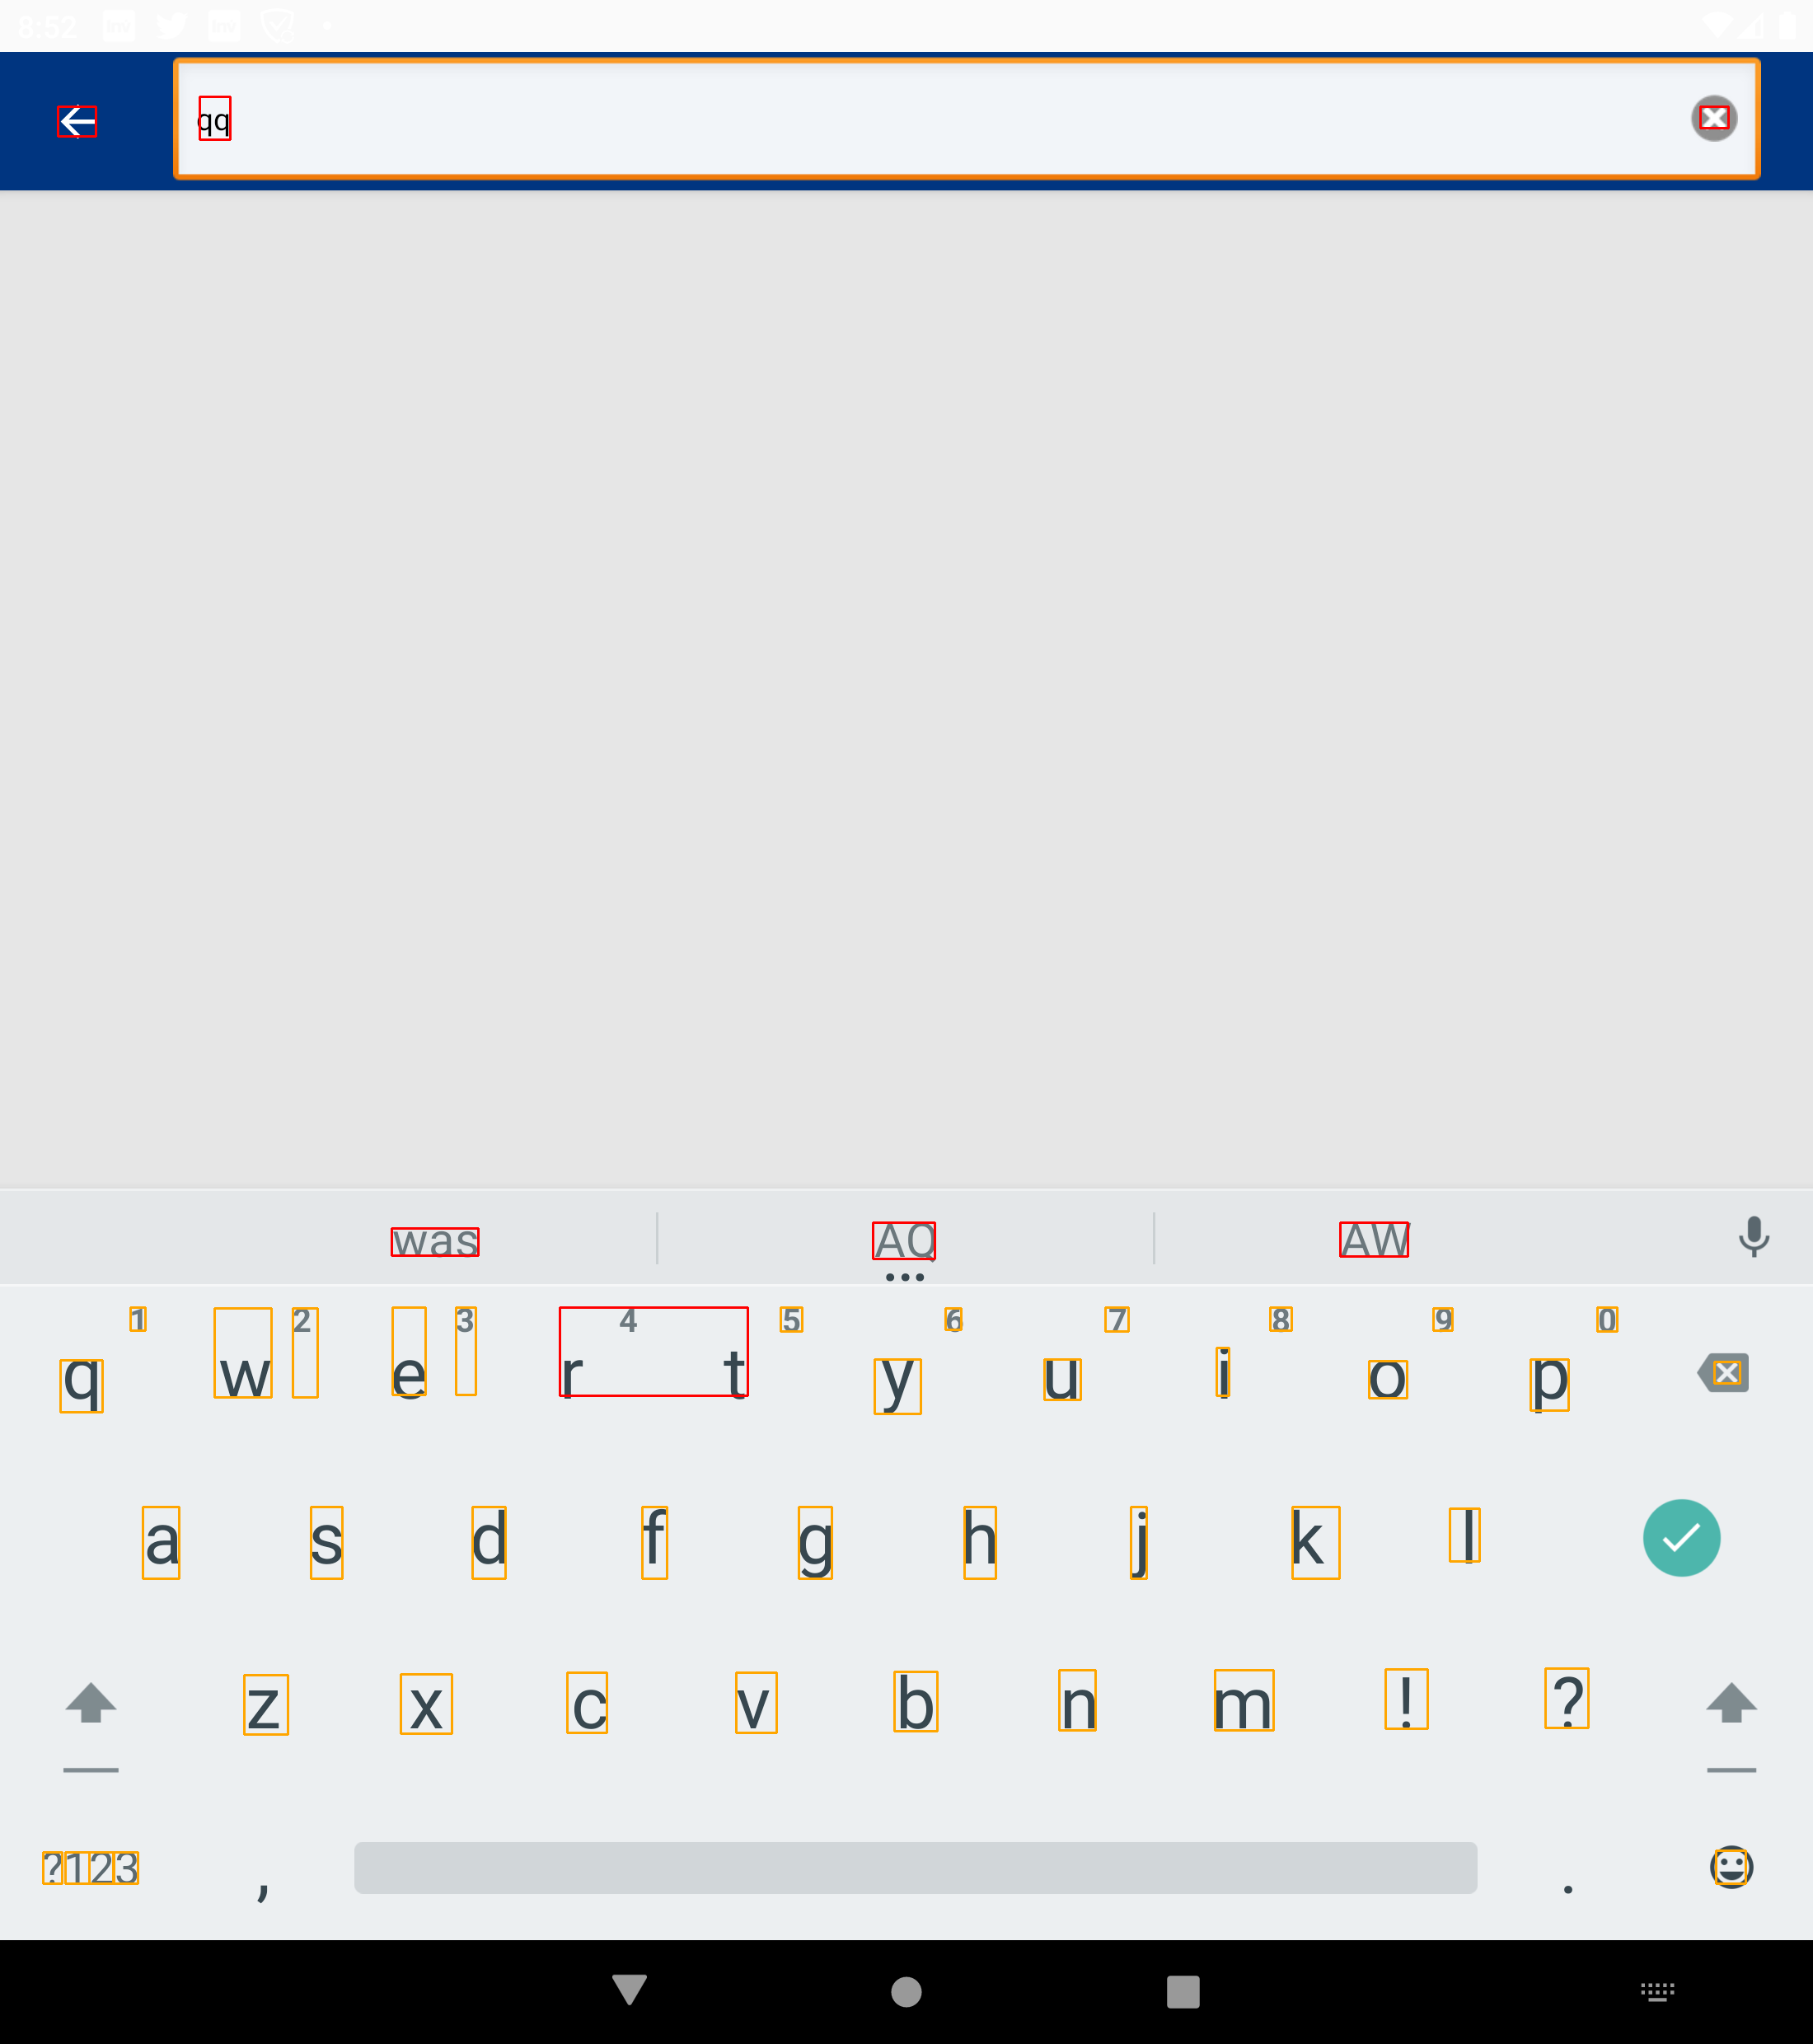 8:52
qq
was AQ AW
1 2 3 4 5 6 7 8 9 0
q w e r t y u i o p
a s d f g h j k l
z x c v b n m ! ?
?123 , .